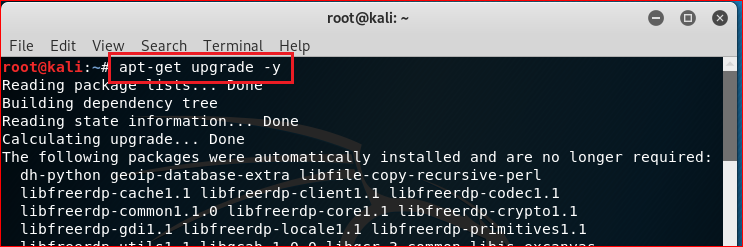 root@kali: ~
File Edit View Search Terminal Help
root@kali:~# apt-get upgrade -y
Reading package lists... Done
Building dependency tree
Reading state information... Done
Calculating upgrade... Done
The following packages were automatically installed and are no longer required:
dh-python geoip-database-extra libfile-copy-recursive-perl
libfreerdp-cache1.1 libfreerdp-client1.1 libfreerdp-codec1.1
libfreerdp-common1.1.0 libfreerdp-core1.1 libfreerdp-crypto1.1
libfreerdp-gdi1.1 libfreerdp-locale1.1 libfreerdp-primitives1.1
libfreerdp-utils1.1